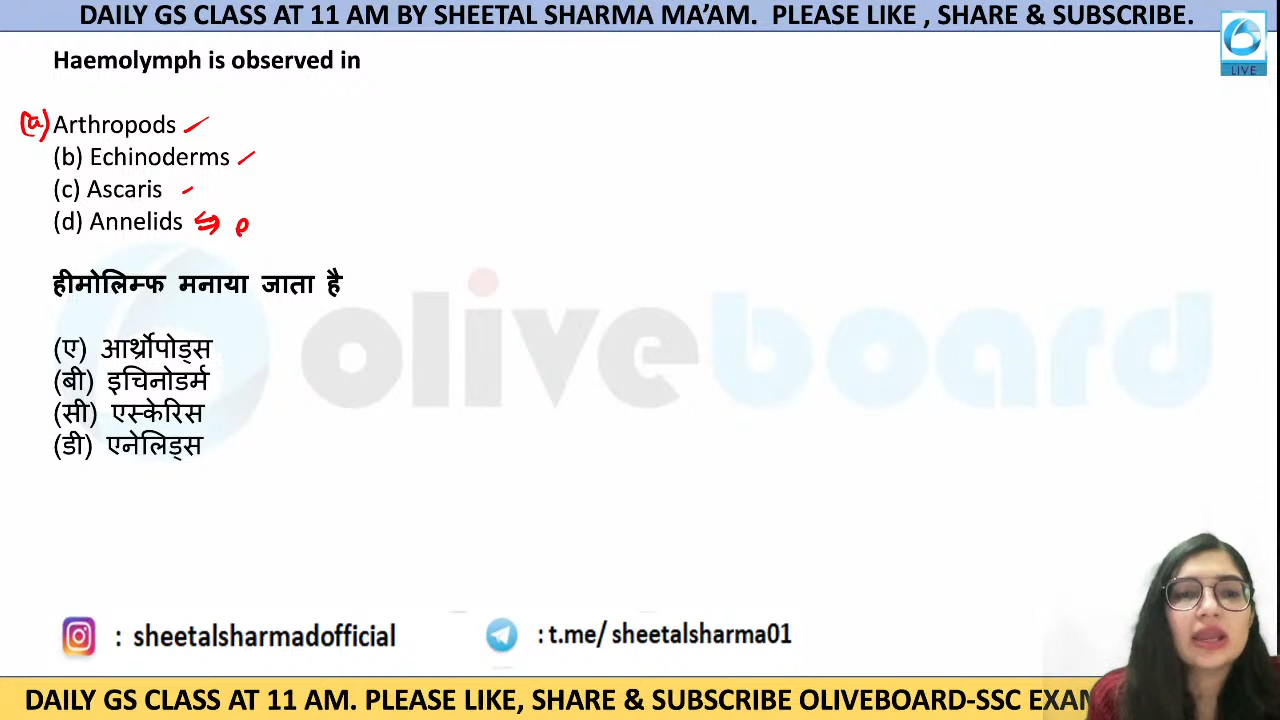 DAILY GS CLASS AT 11 AM BY SHEETAL SHARMA MA’AM. PLEASE LIKE , SHARE & SUBSCRIBE.
LIVE
Haemolymph is observed in
(a) Arthropods
(b) Echinoderms
(c) Ascaris
(d) Annelids
हीमोलिम्फ मनाया जाता है
(ए) आर्थ्रोपोड्स
(बी) इचिनोडर्म
(सी) एस्केरिस
(डी) एनेलिड्स
oliveboard
: sheetalsharmadofficial
: t.me/ sheetalsharma01
DAILY GS CLASS AT 11 AM. PLEASE LIKE, SHARE & SUBSCRIBE OLIVEBOARD-SSC EXAM